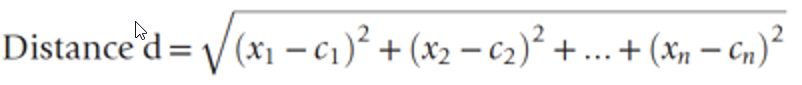 Distance d = √(x₁ − c₁)² + (x₂ − c₂)² + ... + (xₙ − cₙ)²